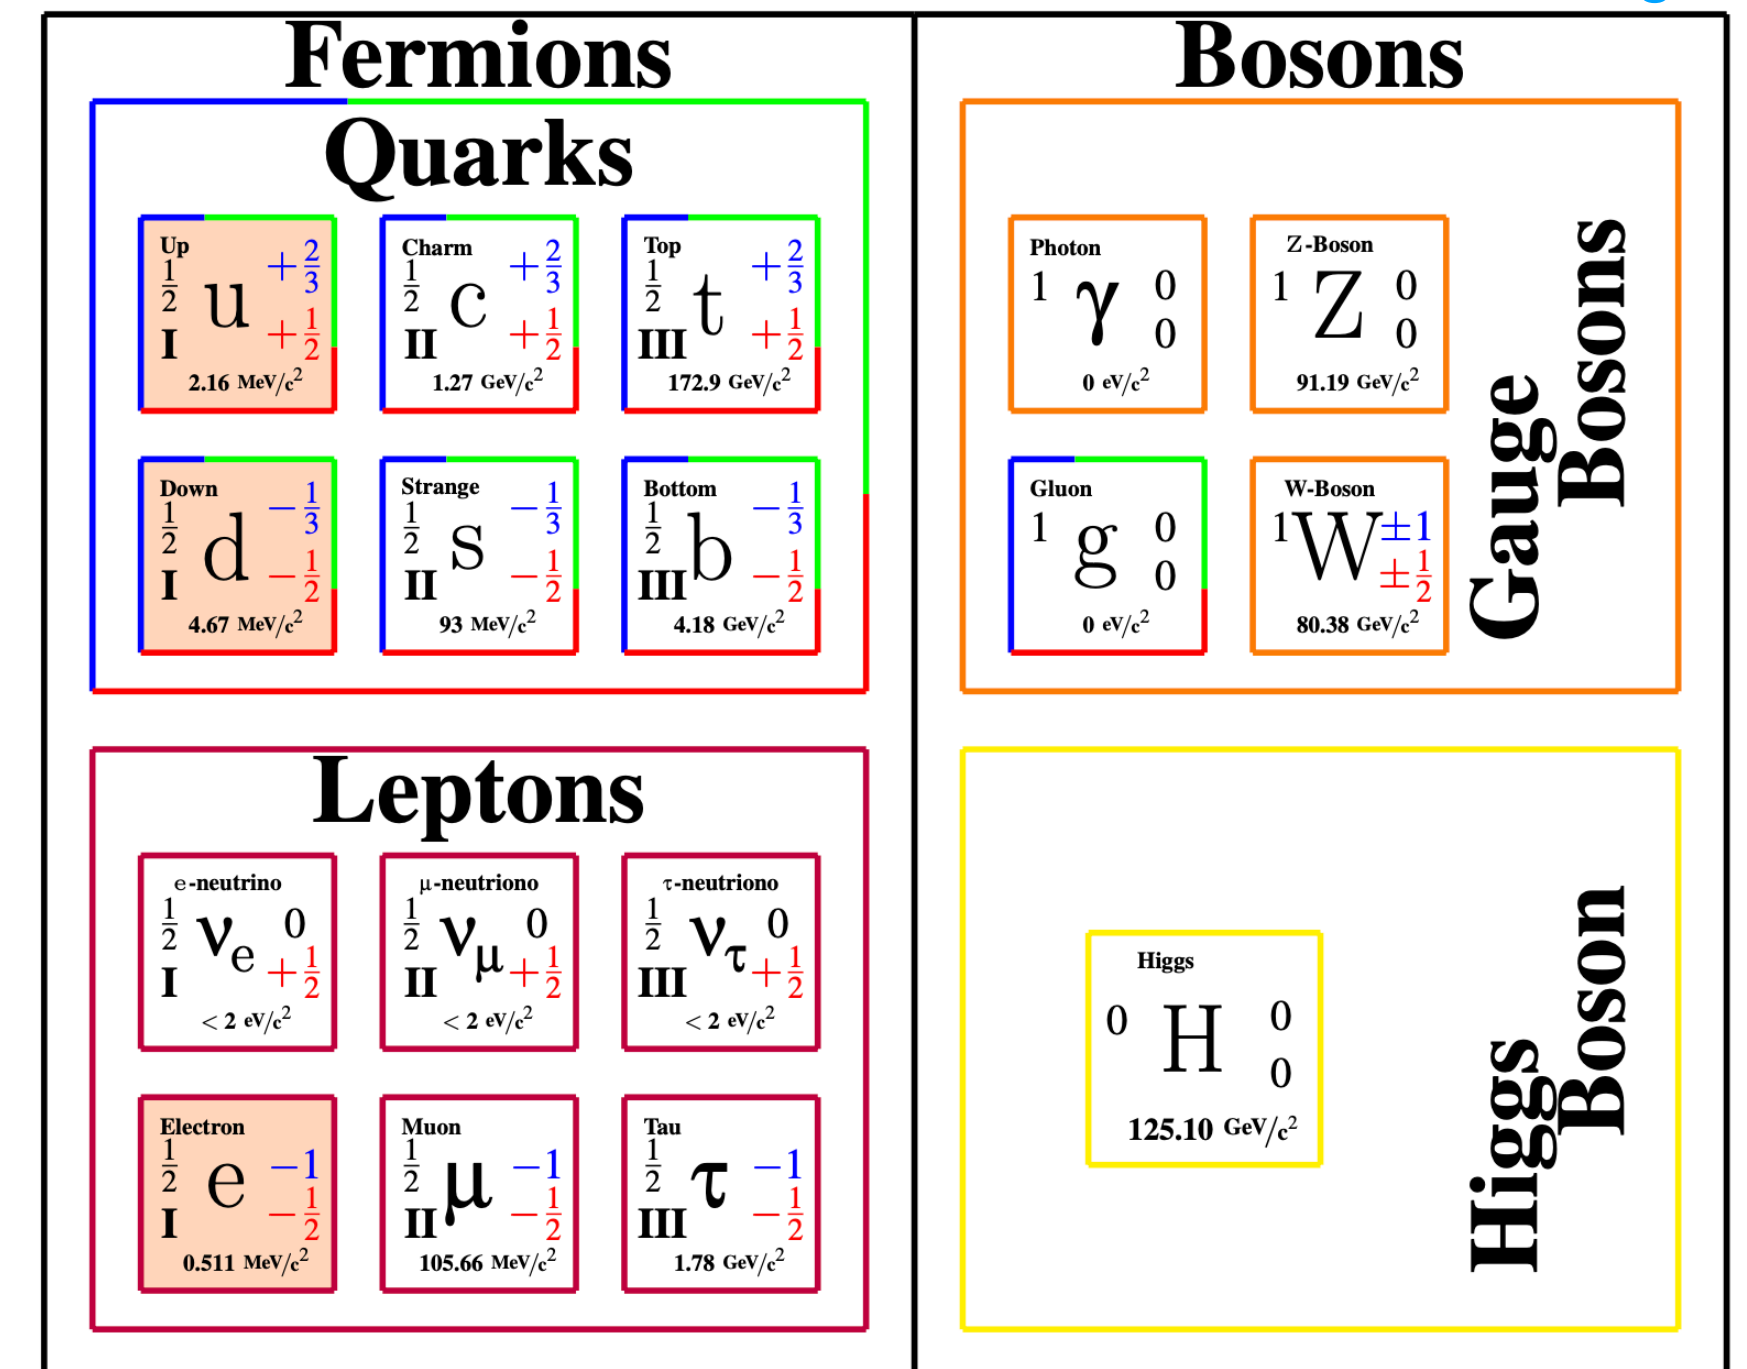 Fermions
Quarks
Up
1/2 u +2/3
I +1/2
2.16 MeV/c²
Charm
1/2 c +2/3
II +1/2
1.27 GeV/c²
Top
1/2 t +2/3
III +1/2
172.9 GeV/c²
Down
1/2 d −1/3
I −1/2
4.67 MeV/c²
Strange
1/2 s −1/3
II −1/2
93 MeV/c²
Bottom
1/2 b −1/3
III −1/2
4.18 GeV/c²
Leptons
e-neutrino
1/2 νe 0
I +1/2
< 2 eV/c²
μ-neutriono
1/2 νμ 0
II +1/2
< 2 eV/c²
τ-neutriono
1/2 ντ 0
III +1/2
< 2 eV/c²
Electron
1/2 e −1
I −1/2
0.511 MeV/c²
Muon
1/2 μ −1
II −1/2
105.66 MeV/c²
Tau
1/2 τ −1
III −1/2
1.78 GeV/c²
Bosons
Photon
1 γ 0
0
0 eV/c²
Z-Boson
1 Z 0
0
91.19 GeV/c²
Gluon
1 g 0
0
0 eV/c²
W-Boson
1 W ±1
±1/2
80.38 GeV/c²
Gauge
Bosons
Higgs
0 H 0
0
125.10 GeV/c²
Higgs
Boson